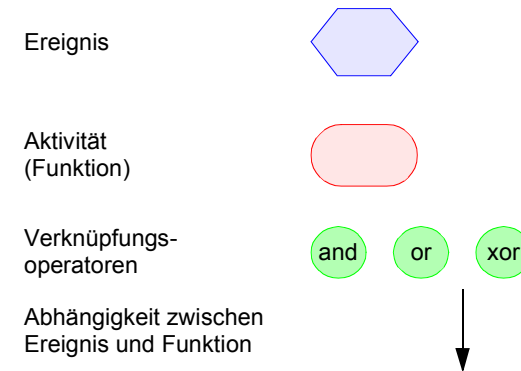 Ereignis
Aktivität
(Funktion)
Verknüpfungs-
operatoren
and or xor
Abhängigkeit zwischen
Ereignis und Funktion